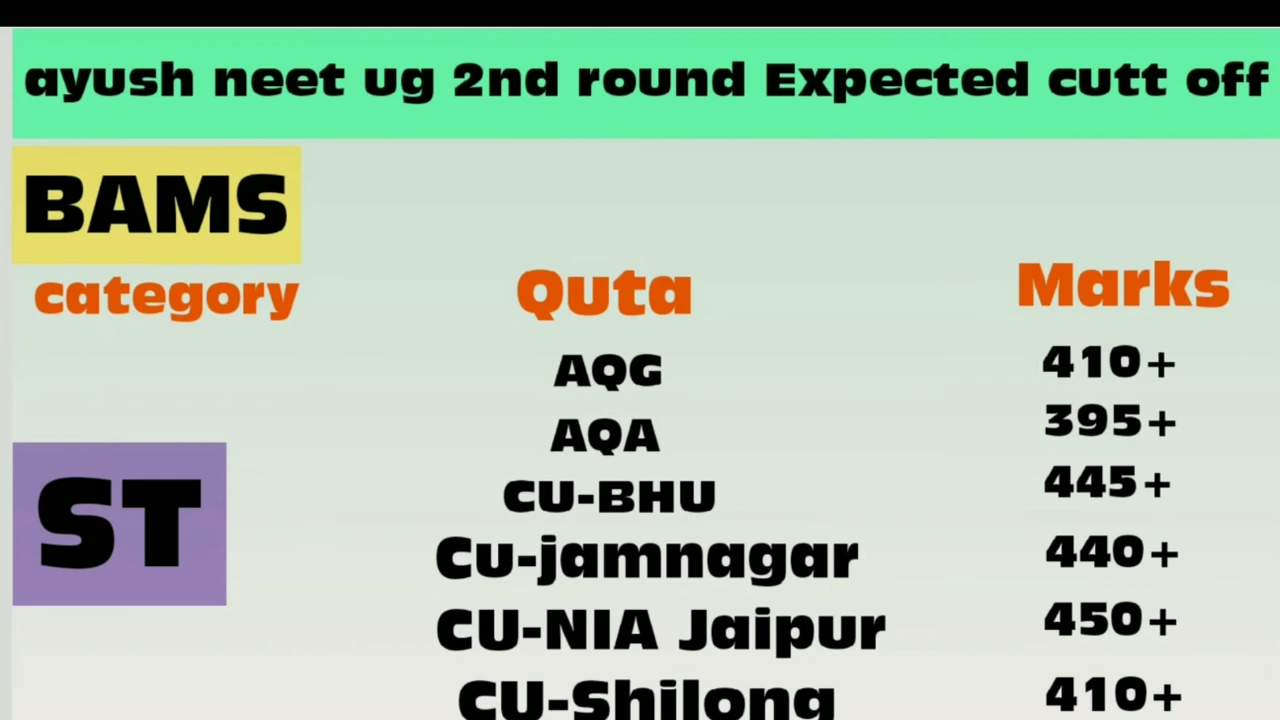 ayush neet ug 2nd round Expected cutt off
BAMS
category Quta Marks
AQG 410+
AQA 395+
ST
CU-BHU 445+
Cu-jamnagar 440+
CU-NIA Jaipur 450+
CU-Shilong 410+